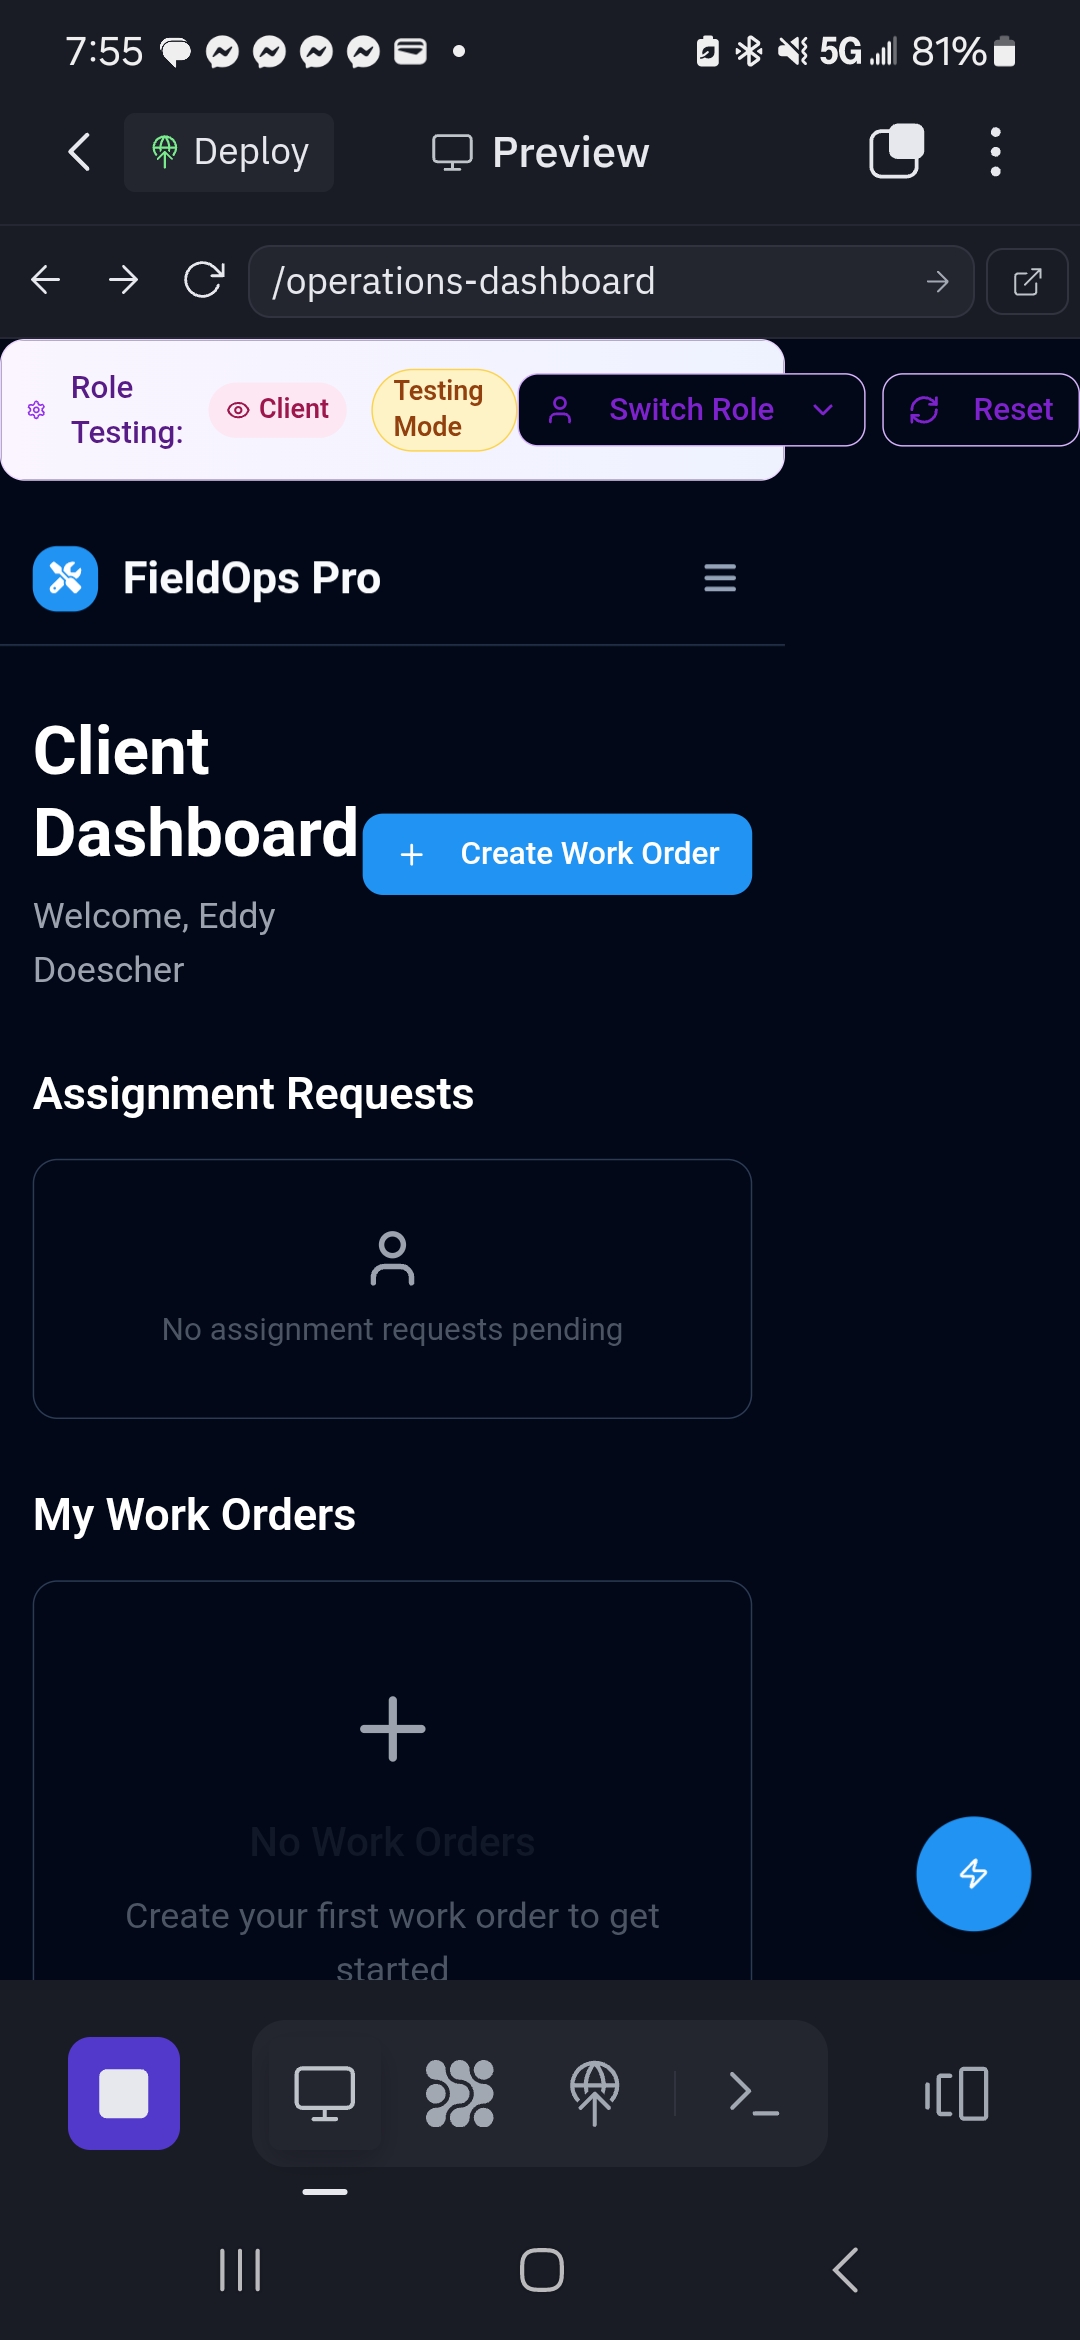 7:55
5G 81%
Deploy
Preview
/operations-dashboard
Role
Testing:
Client
Testing
Mode
Switch Role
Reset
FieldOps Pro
Client
Dashboard
Create Work Order
Welcome, Eddy
Doescher
Assignment Requests
No assignment requests pending
My Work Orders
No Work Orders
Create your first work order to get
started